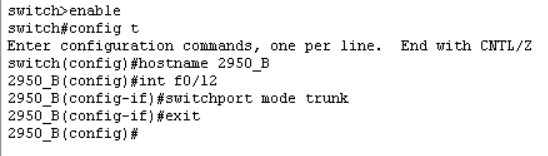 switch>enable
switch#config t
Enter configuration commands, one per line.  End with CNTL/Z
switch(config)#hostname 2950_B
2950_B(config)#int f0/12
2950_B(config-if)#switchport mode trunk
2950_B(config-if)#exit
2950_B(config)#